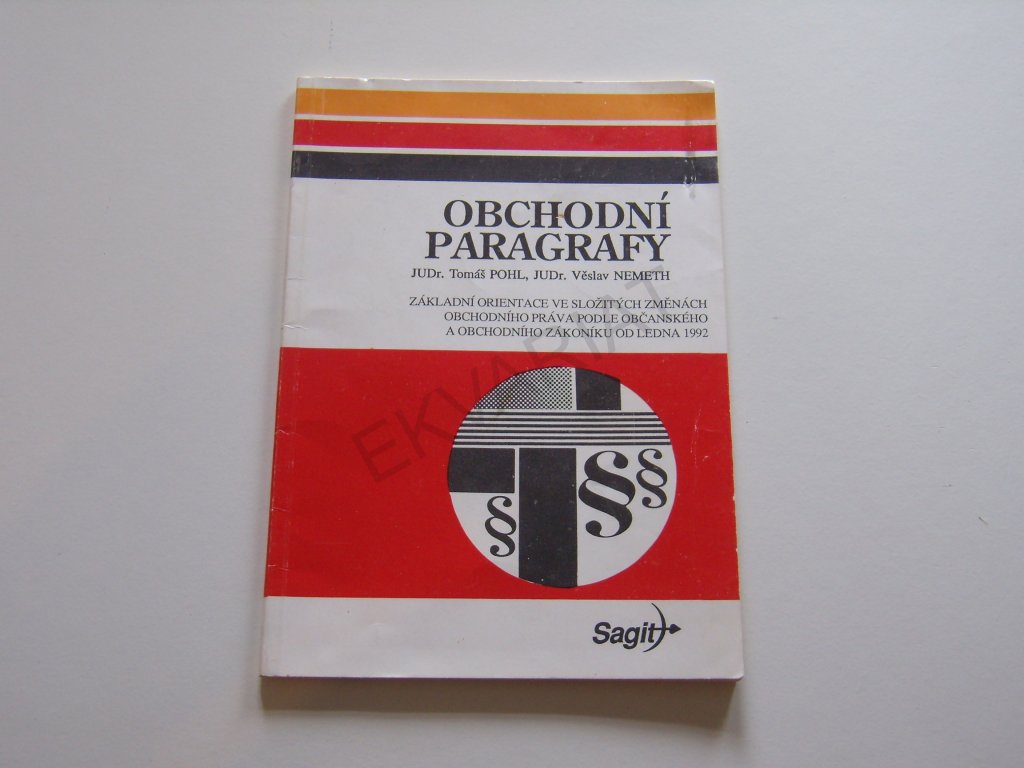 OBCHODNÍ
PARAGRAFY
JUDr. Tomáš POHL, JUDr. Věslav NEMETH
ZÁKLADNÍ ORIENTACE VE SLOŽITÝCH ZMĚNÁCH
OBCHODNÍHO PRÁVA PODLE OBČANSKÉHO
A OBCHODNÍHO ZÁKONÍKU OD LEDNA 1992
EKVARIAT
§ § §
Sagit